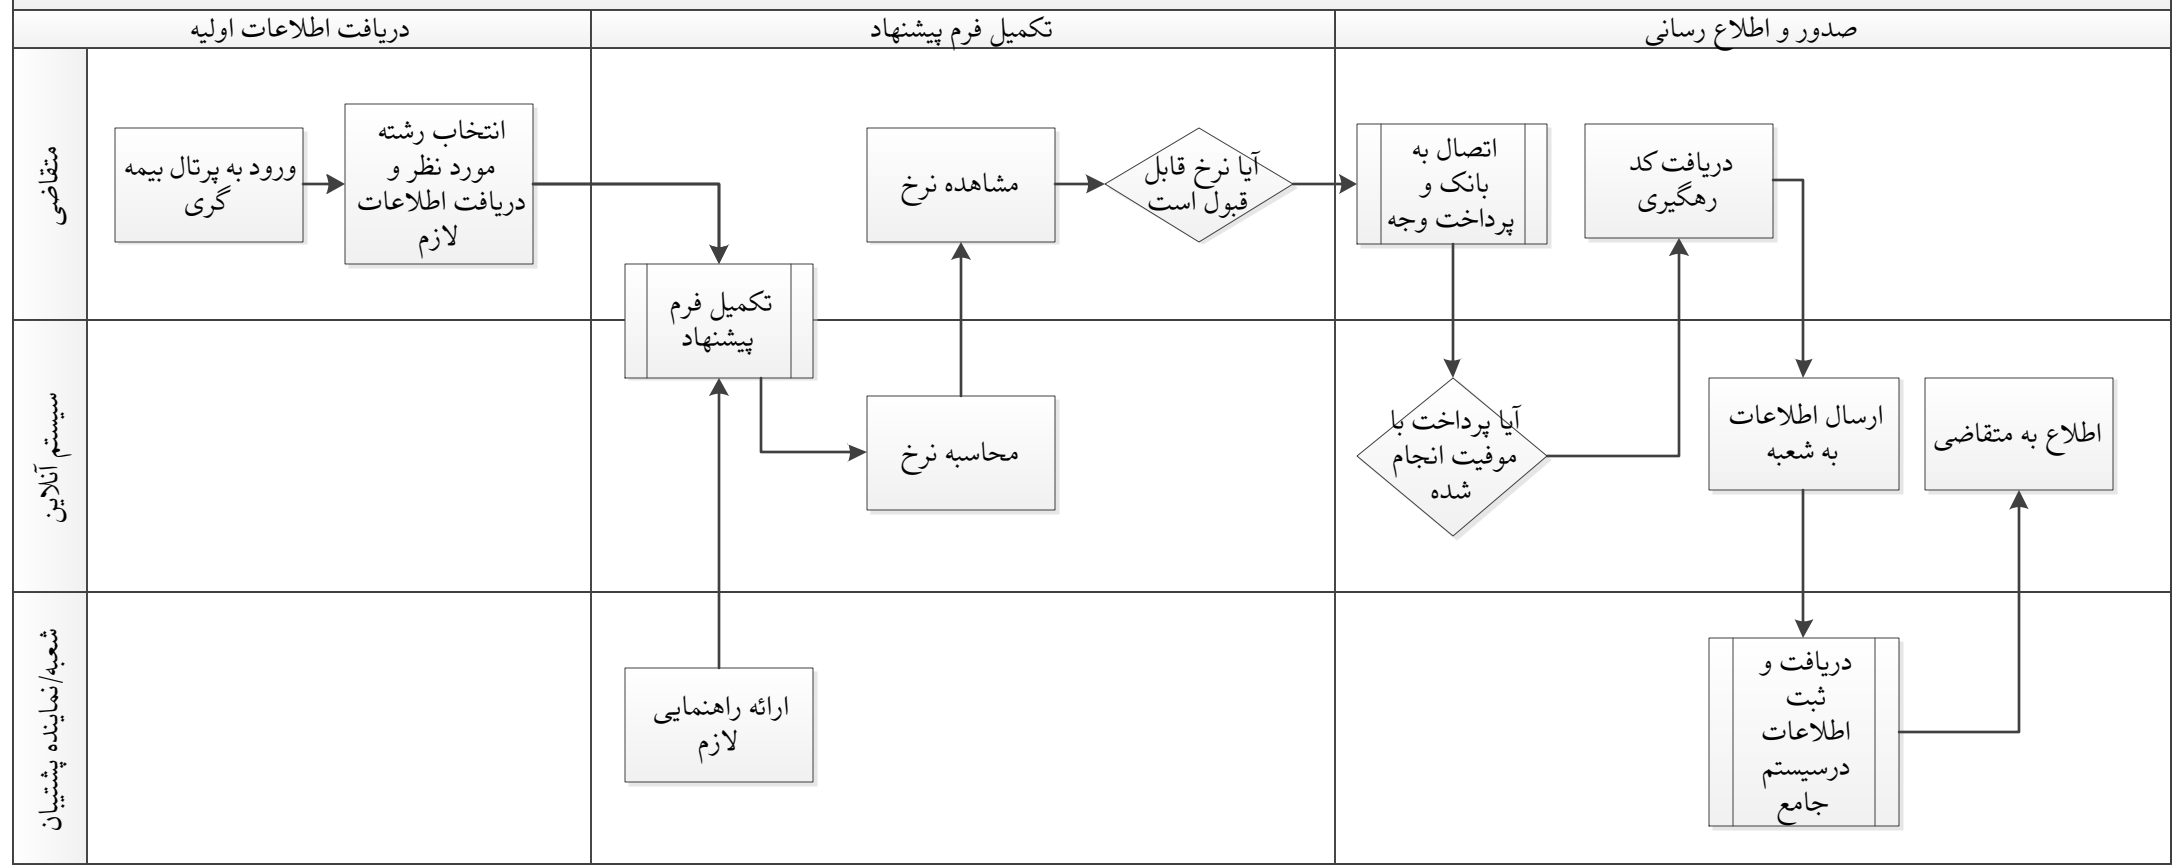 دریافت اطلاعات اولیه
تکمیل فرم پیشنهاد
صدور و اطلاع رسانی
متقاضی
ورود به پرتال بیمه
گری
انتخاب رشته
مورد نظر و
دریافت اطلاعات
لازم
مشاهده نرخ
آیا نرخ قابل
قبول است
اتصال به
بانک و
پرداخت وجه
دریافت کد
رهگیری
تکمیل فرم
پیشنهاد
سیستم آنلاین
محاسبه نرخ
آیا پرداخت با
موفیت انجام
شده
ارسال اطلاعات
به شعبه
اطلاع به متقاضی
شعبه/نماینده پشتیبان
ارائه راهنمایی
لازم
دریافت و
ثبت
اطلاعات
درسیستم
جامع